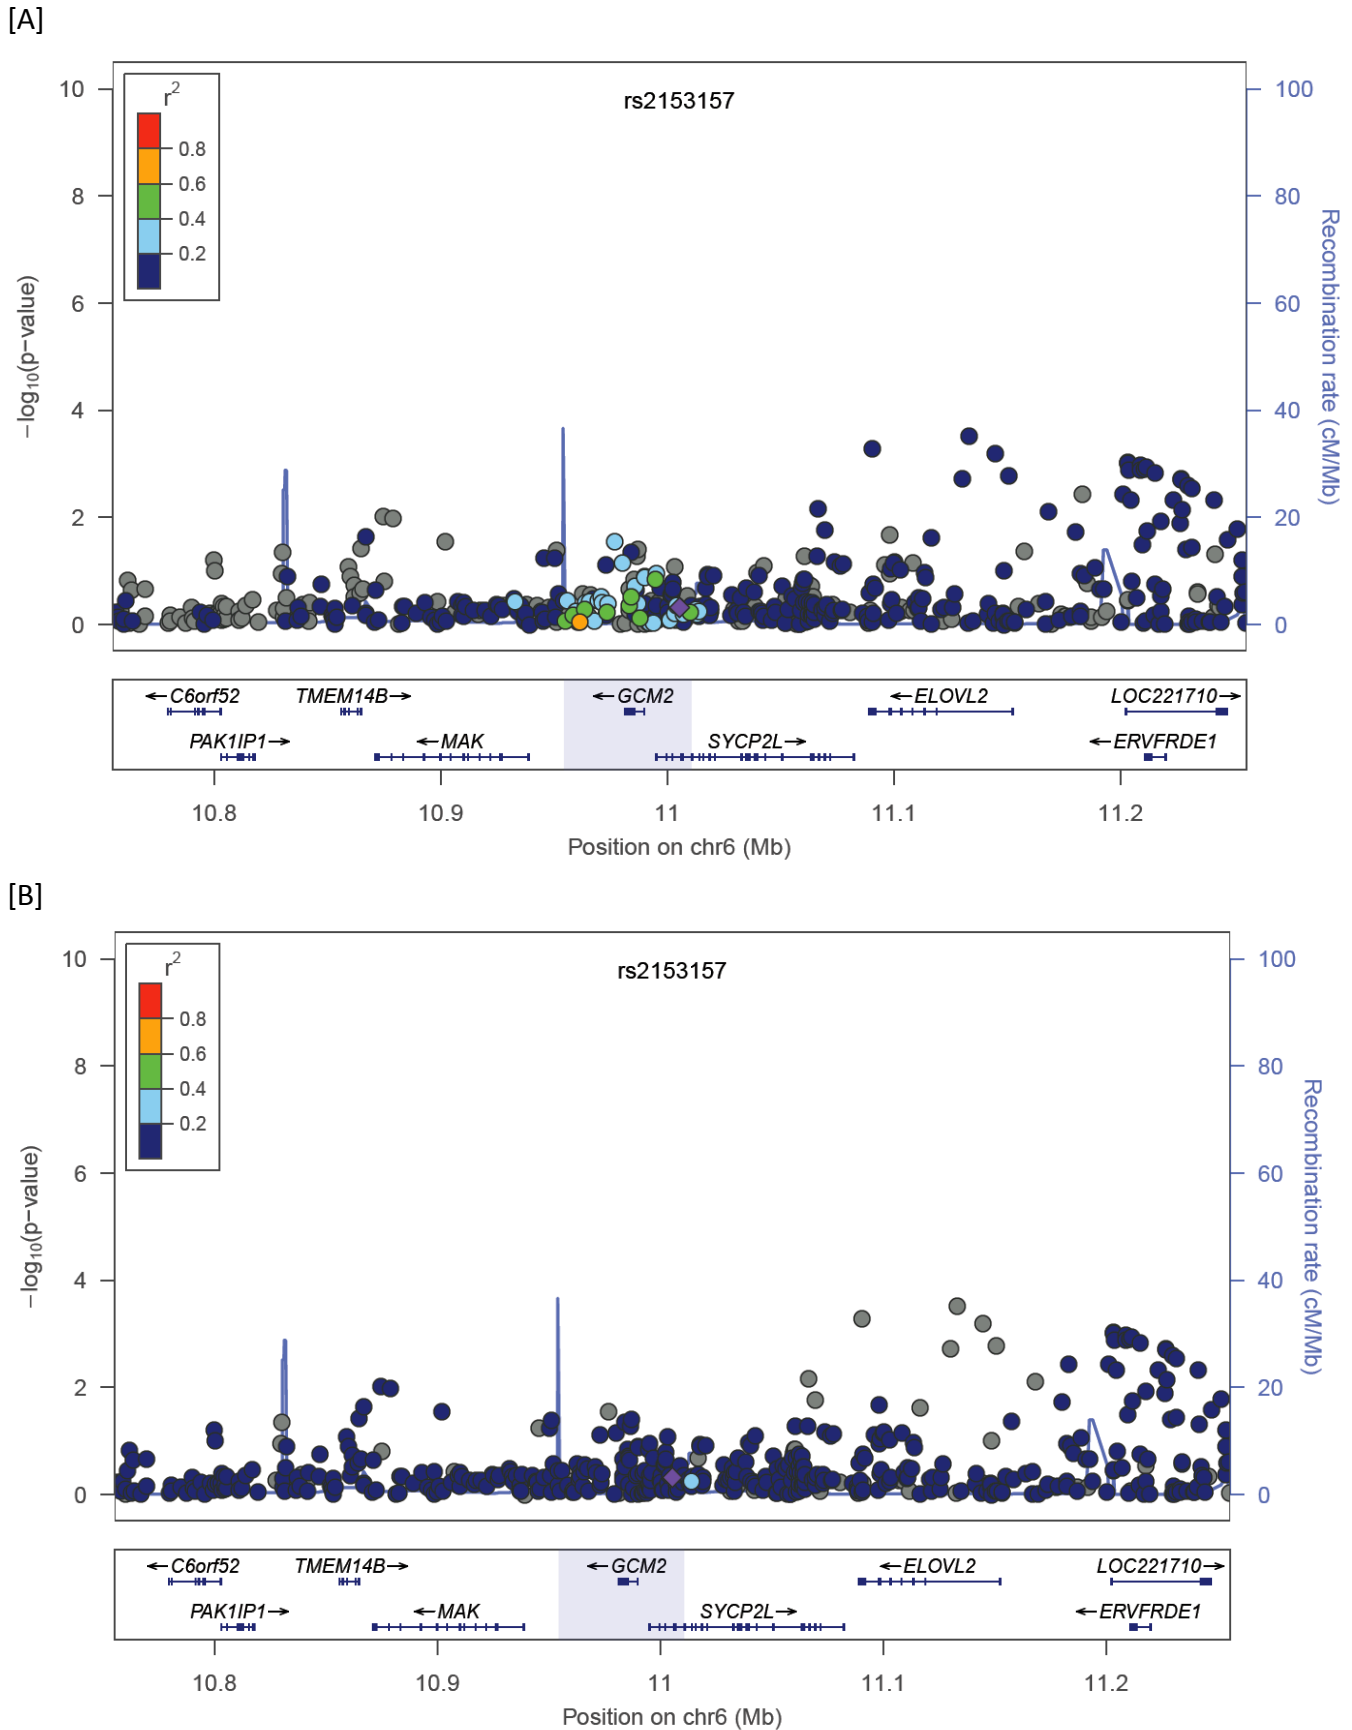 [A]
rs2153157
r2
0.8
0.6
0.4
0.2
10
8
6
4
2
0
−log10(p−value)
100
80
60
40
20
0
Recombination rate (cM/Mb)
C6orf52 TMEM14B GCM2 ELOVL2 LOC221710
PAK1IP1 MAK SYCP2L ERVFRDE1
10.8 10.9 11 11.1 11.2
Position on chr6 (Mb)
[B]
rs2153157
r2
0.8
0.6
0.4
0.2
10
8
6
4
2
0
−log10(p−value)
100
80
60
40
20
0
Recombination rate (cM/Mb)
C6orf52 TMEM14B GCM2 ELOVL2 LOC221710
PAK1IP1 MAK SYCP2L ERVFRDE1
10.8 10.9 11 11.1 11.2
Position on chr6 (Mb)